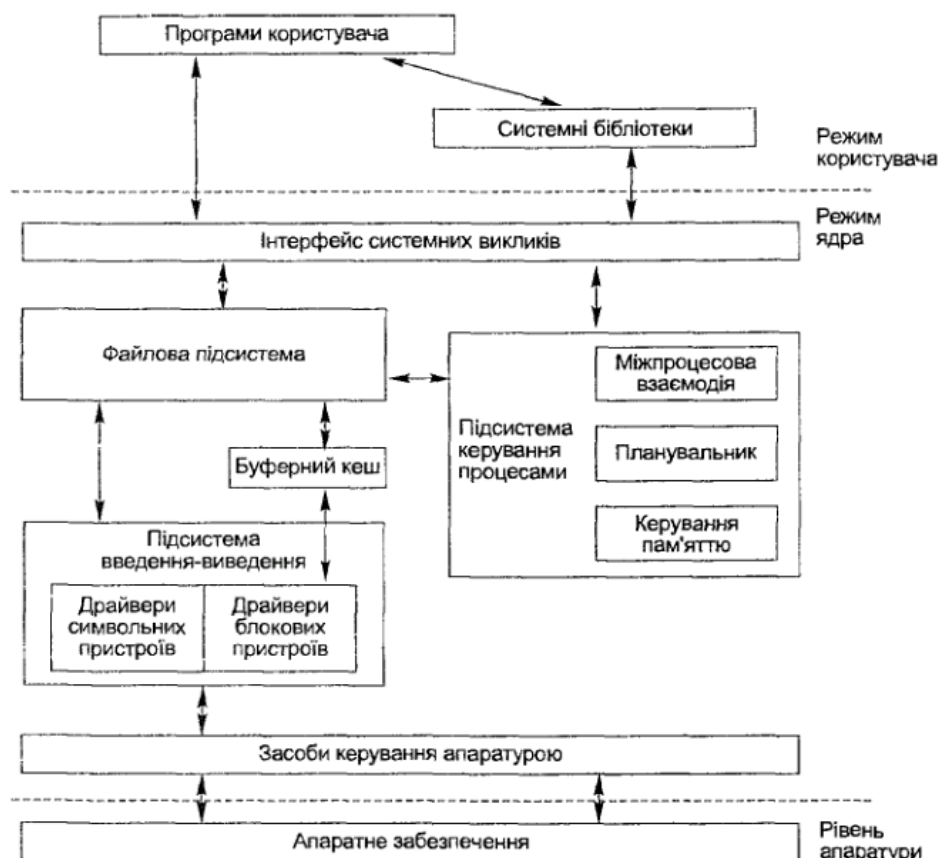 Програми користувача
Системні бібліотеки
Режим
користувача
Режим
ядра
Інтерфейс системних викликів
Файлова підсистема
Міжпроцесова
взаємодія
Підсистема
керування
процесами
Планувальник
Буферний кеш
Керування
пам'яттю
Підсистема
введення-виведення
Драйвери
символьних
пристроїв
Драйвери
блокових
пристроїв
Засоби керування апаратурою
Апаратне забезпечення
Рівень
апаратури